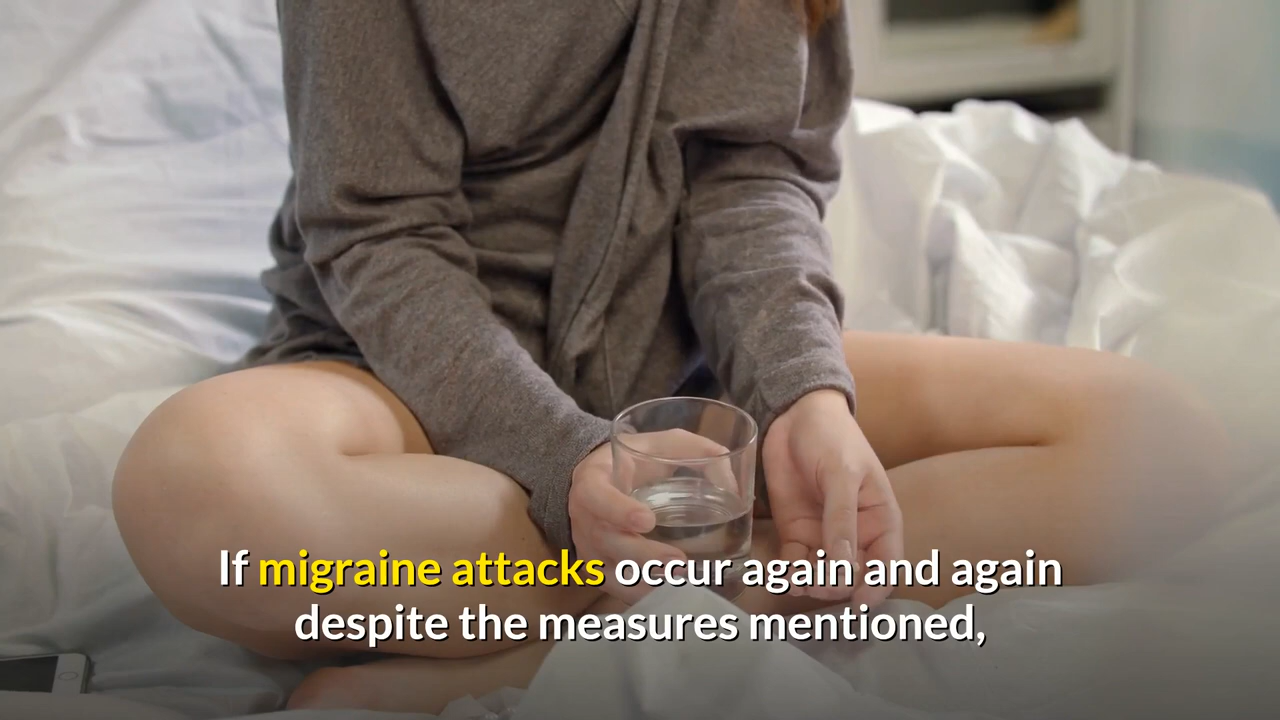 If migraine attacks occur again and again
despite the measures mentioned,